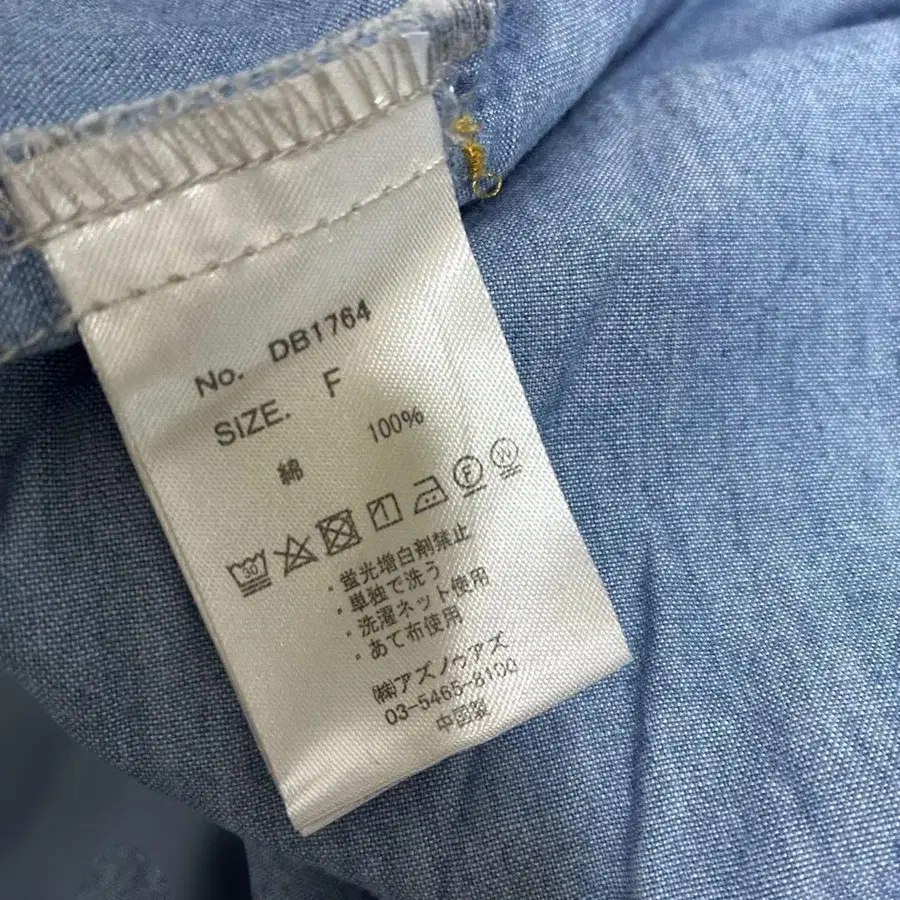 No. DB1764
SIZE. F
綿 100%
30 F W
・蛍光増白剤禁止
・単独で洗う
・洗濯ネット使用
・あて布使用
㈱アズノゥアズ
03-5465-8100
中国製